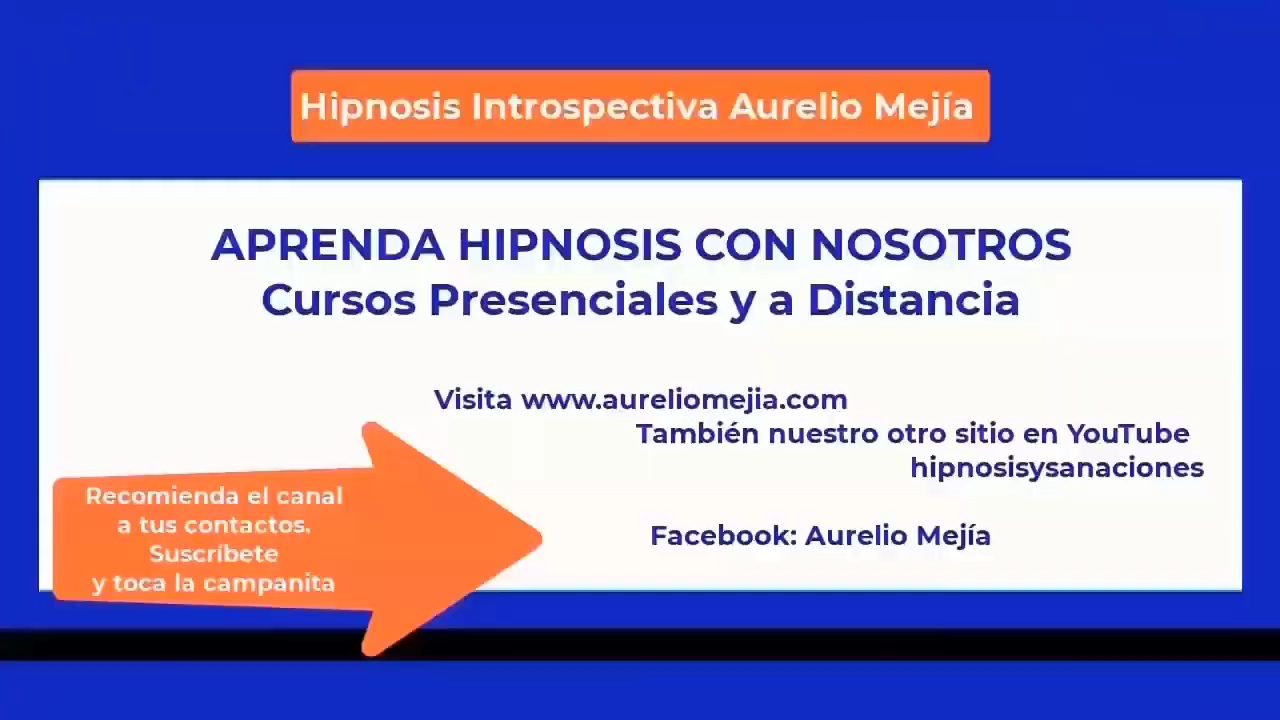 Hipnosis Introspectiva Aurelio Mejía
APRENDA HIPNOSIS CON NOSOTROS
Cursos Presenciales y a Distancia
Visita www.aureliomejia.com
También nuestro otro sitio en YouTube
hipnosisysanaciones
Facebook: Aurelio Mejía
Recomienda el canal
a tus contactos.
Suscríbete
y toca la campanita